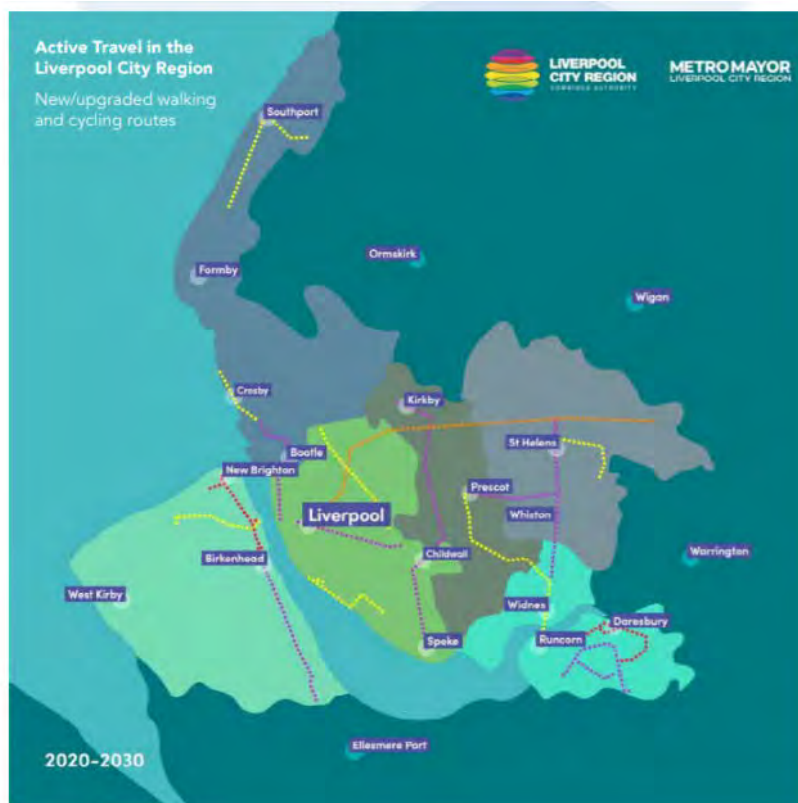 Active Travel in the
Liverpool City Region
New/upgraded walking
and cycling routes
LIVERPOOL
CITY REGION
COMBINED AUTHORITY
METRO MAYOR
LIVERPOOL CITY REGION
Southport
Ormskirk
Formby
Wigan
Crosby
Kirkby
St Helens
Bootle
New Brighton
Prescot
Liverpool
Whiston
Childwall
Birkenhead
Warrington
West Kirby
Widnes
Daresbury
Speke
Runcorn
Ellesmere Port
2020-2030